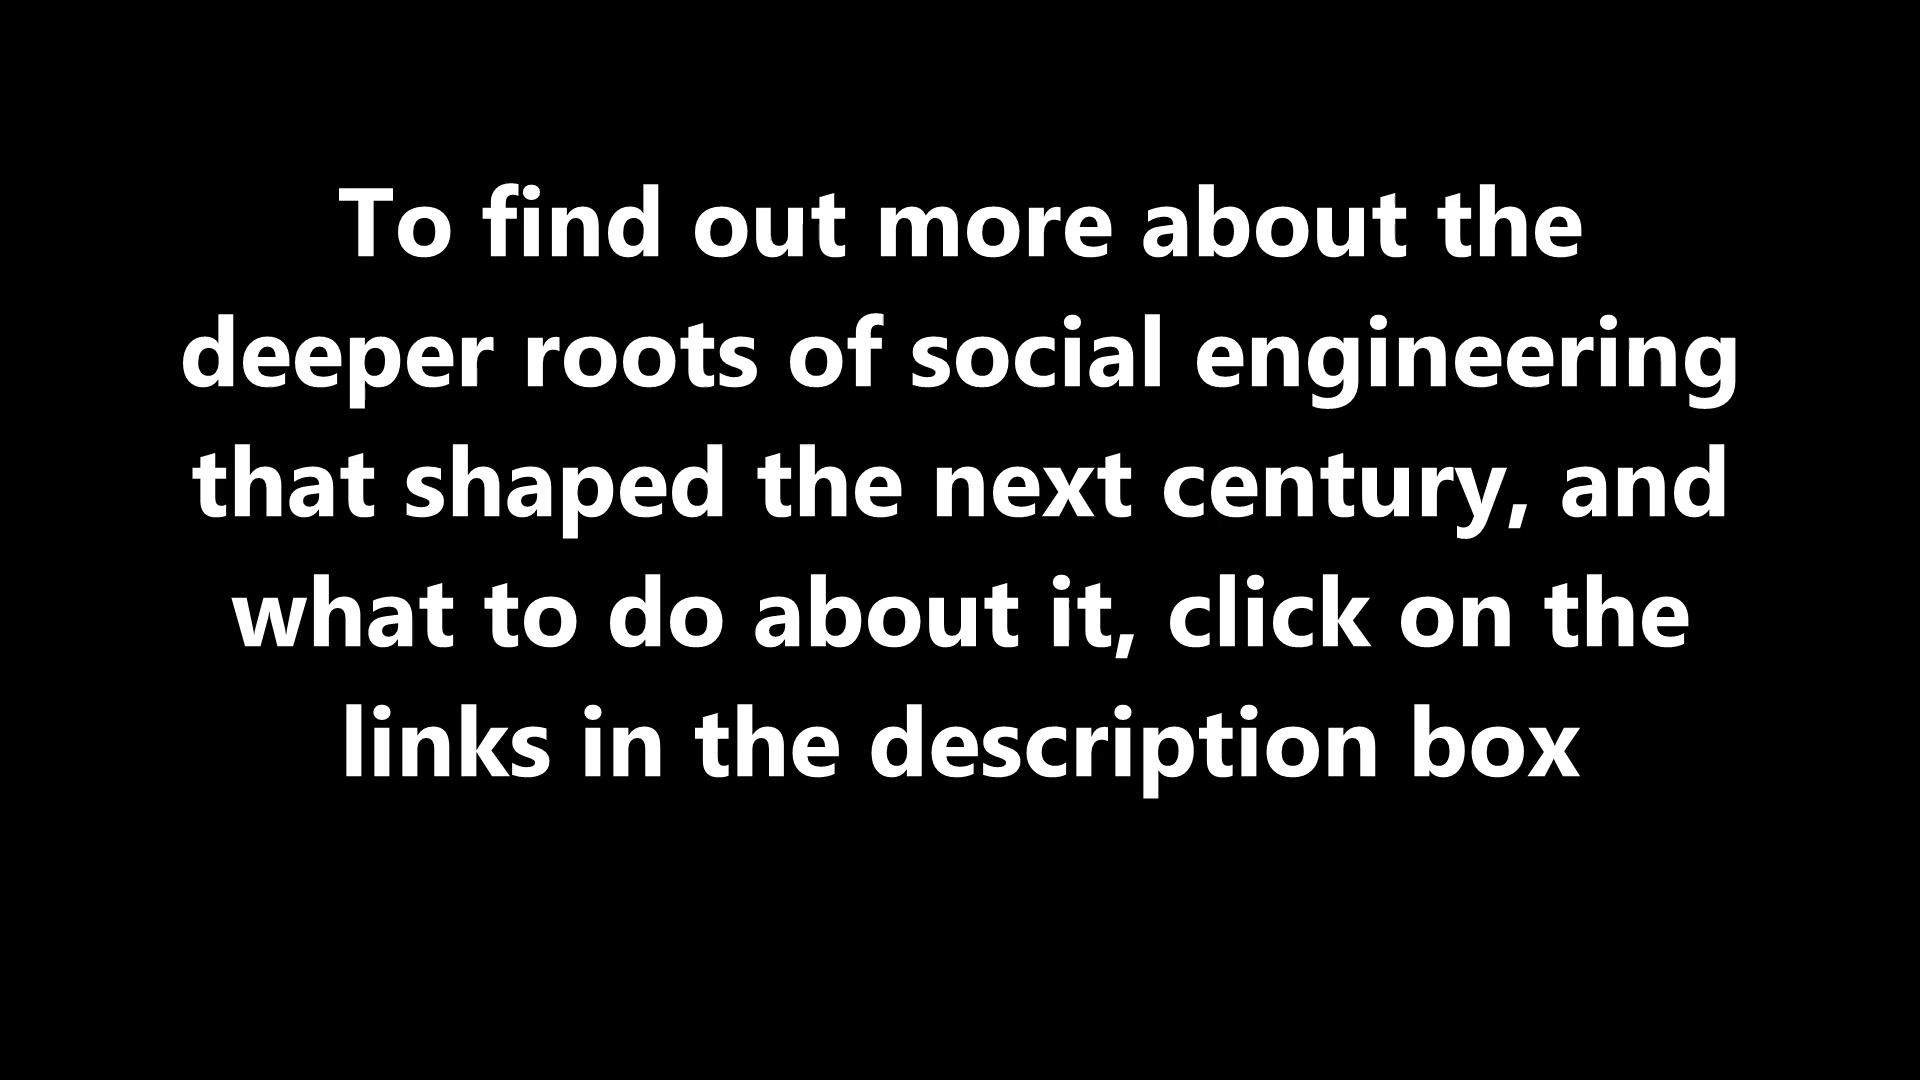 To find out more about the
deeper roots of social engineering
that shaped the next century, and
what to do about it, click on the
links in the description box